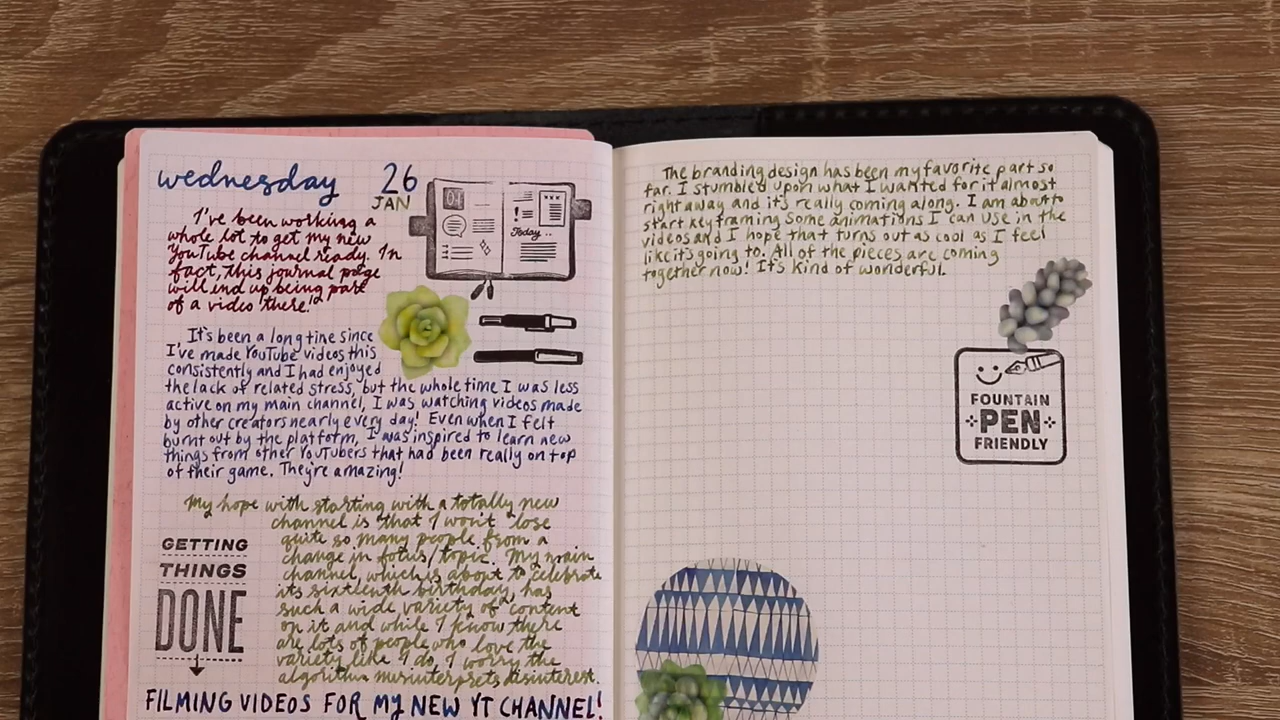 wednesday 26
JAN
I've been working a
whole lot to get my new
YouTube channel ready. In
fact, this journal page
will end up being part
of a video there!
Today..
It's been a long time since
I've made YouTube videos this
consistently and I had enjoyed
the lack of related stress, but the whole time I was less
active on my main channel, I was watching videos made
by other creators nearly every day! Even when I felt
burnt out by the platform, I was inspired to learn new
things from other YouTubers that had been really on top
of their game. They're amazing!
My hope with starting with a totally new
channel is that I won't lose
quite so many people from a
change in focus/topic. My main
channel, which is about to celebrate
its sixteenth birthday, has
such a wide variety of content
on it and while I know there
are lots of people who love the
variety like I do, I worry the
algorithm misinterprets disinterest.
GETTING
THINGS
DONE
FILMING VIDEOS FOR MY NEW YT CHANNEL!
The branding design has been my favorite part so
far. I stumbled upon what I wanted for it almost
right away and it's really coming along. I am about to
start keyframing some animations I can use in the
videos and I hope that turns out as cool as I feel
like it's going to. All of the pieces are coming
together now! It's kind of wonderful.
FOUNTAIN
PEN
FRIENDLY